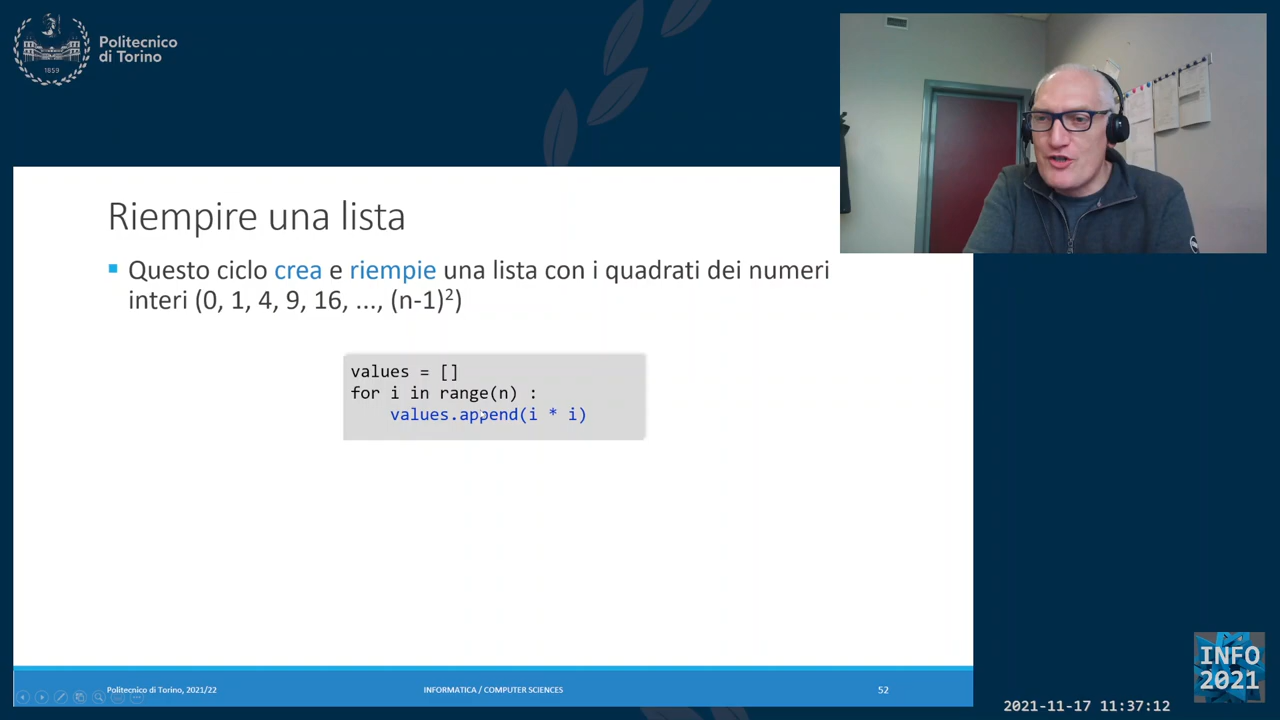 Politecnico
di Torino
1859
Riempire una lista
Questo ciclo crea e riempie una lista con i quadrati dei numeri
interi (0, 1, 4, 9, 16, ..., (n-1)²)
values = []
for i in range(n) :
values.append(i * i)
Politecnico di Torino, 2021/22
INFORMATICA / COMPUTER SCIENCES
52
INFO
2021
2021-11-17 11:37:12